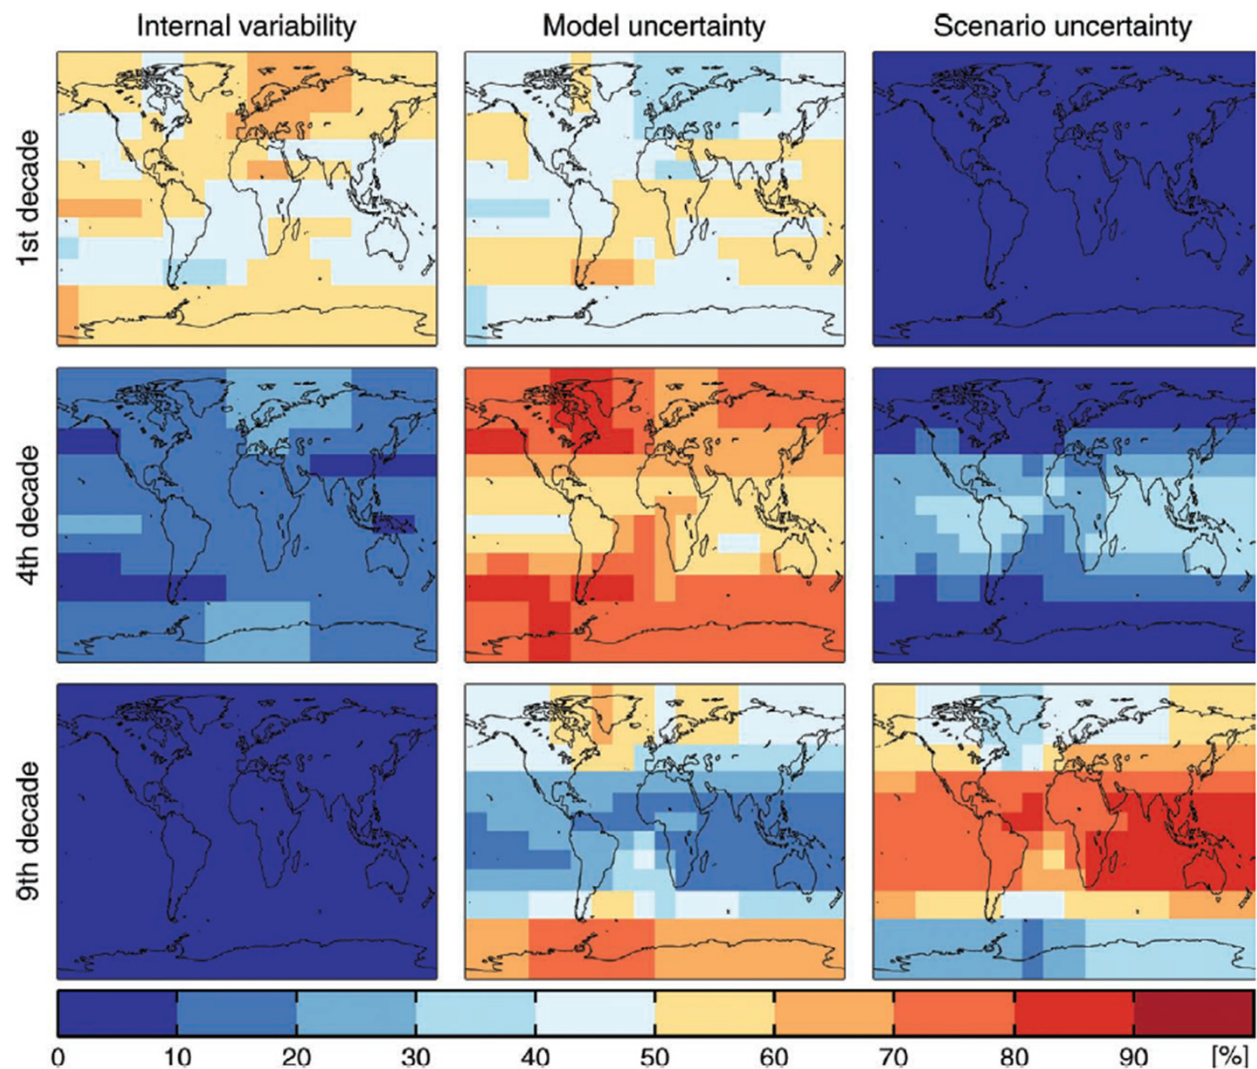 Internal variability Model uncertainty Scenario uncertainty
1st decade
4th decade
9th decade
0 10 20 30 40 50 60 70 80 90 [%]